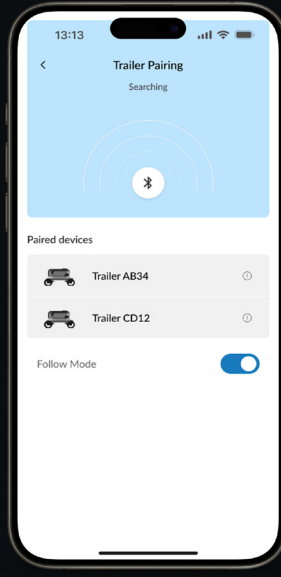 13:13
Trailer Pairing
Searching
Paired devices
Trailer AB34
Trailer CD12
Follow Mode